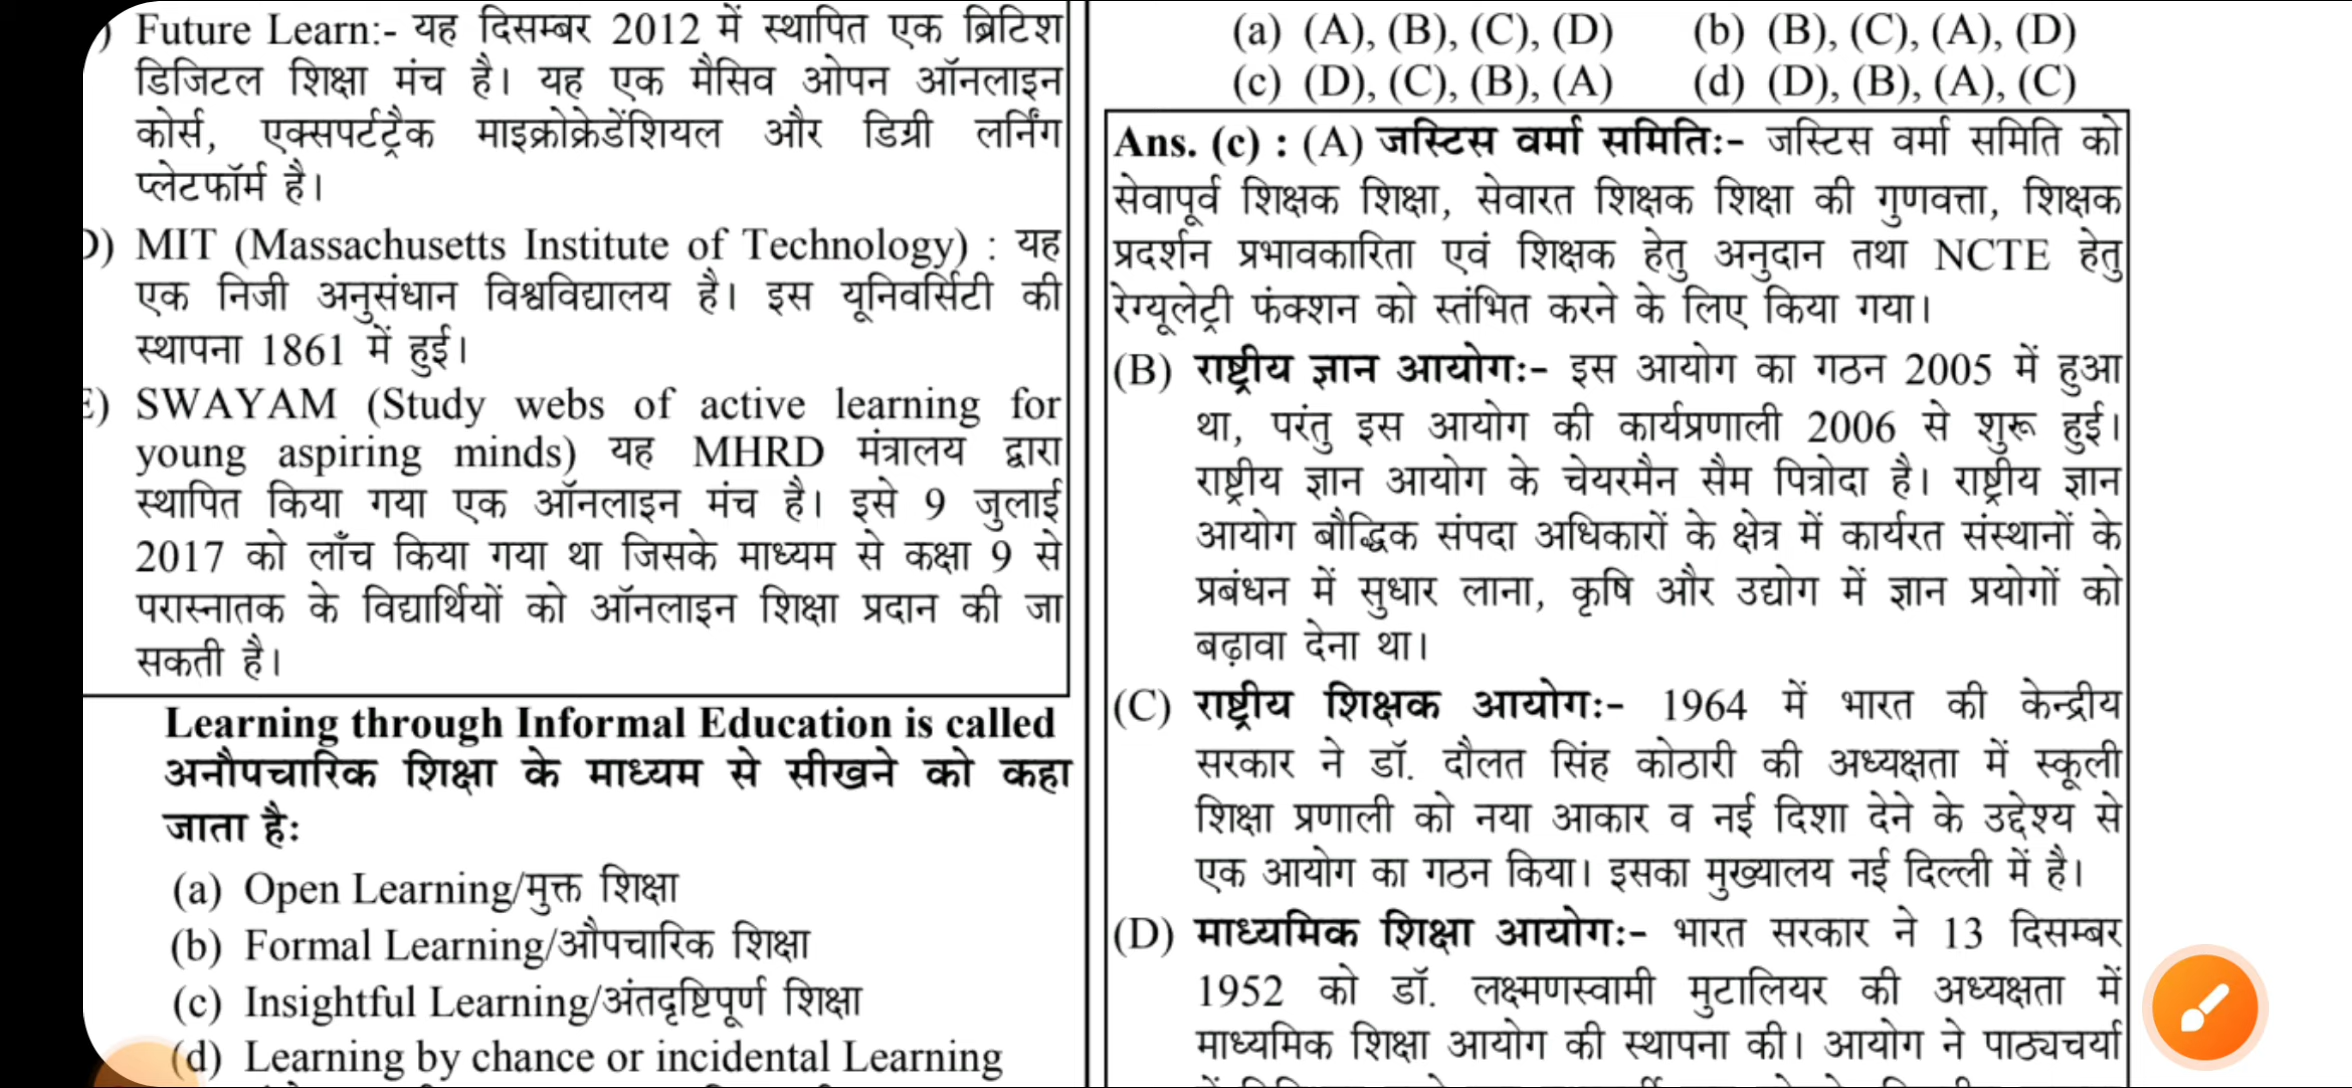 Future Learn:- यह दिसम्बर 2012 में स्थापित एक ब्रिटिश
डिजिटल शिक्षा मंच है। यह एक मैसिव ओपन ऑनलाइन
कोर्स, एक्सपर्टट्रैक माइक्रोक्रेडेंशियल और डिग्री लर्निंग
प्लेटफॉर्म है।
D) MIT (Massachusetts Institute of Technology) : यह
एक निजी अनुसंधान विश्वविद्यालय है। इस यूनिवर्सिटी की
स्थापना 1861 में हुई।
E) SWAYAM (Study webs of active learning for
young aspiring minds) यह MHRD मंत्रालय द्वारा
स्थापित किया गया एक ऑनलाइन मंच है। इसे 9 जुलाई
2017 को लाँच किया गया था जिसके माध्यम से कक्षा 9 से
परास्नातक के विद्यार्थियों को ऑनलाइन शिक्षा प्रदान की जा
सकती है।
Learning through Informal Education is called
अनौपचारिक शिक्षा के माध्यम से सीखने को कहा
जाता है:
(a) Open Learning/मुक्त शिक्षा
(b) Formal Learning/औपचारिक शिक्षा
(c) Insightful Learning/अंतदृष्टिपूर्ण शिक्षा
(d) Learning by chance or incidental Learning
(a) (A), (B), (C), (D) (b) (B), (C), (A), (D)
(c) (D), (C), (B), (A) (d) (D), (B), (A), (C)
Ans. (c) : (A) जस्टिस वर्मा समिति:- जस्टिस वर्मा समिति को
सेवापूर्व शिक्षक शिक्षा, सेवारत शिक्षक शिक्षा की गुणवत्ता, शिक्षक
प्रदर्शन प्रभावकारिता एवं शिक्षक हेतु अनुदान तथा NCTE हेतु
रेग्यूलेट्री फंक्शन को स्तंभित करने के लिए किया गया।
(B) राष्ट्रीय ज्ञान आयोग:- इस आयोग का गठन 2005 में हुआ
था, परंतु इस आयोग की कार्यप्रणाली 2006 से शुरू हुई।
राष्ट्रीय ज्ञान आयोग के चेयरमैन सैम पित्रोदा है। राष्ट्रीय ज्ञान
आयोग बौद्धिक संपदा अधिकारों के क्षेत्र में कार्यरत संस्थानों के
प्रबंधन में सुधार लाना, कृषि और उद्योग में ज्ञान प्रयोगों को
बढ़ावा देना था।
(C) राष्ट्रीय शिक्षक आयोग:- 1964 में भारत की केन्द्रीय
सरकार ने डॉ. दौलत सिंह कोठारी की अध्यक्षता में स्कूली
शिक्षा प्रणाली को नया आकार व नई दिशा देने के उद्देश्य से
एक आयोग का गठन किया। इसका मुख्यालय नई दिल्ली में है।
(D) माध्यमिक शिक्षा आयोग:- भारत सरकार ने 13 दिसम्बर
1952 को डॉ. लक्ष्मणस्वामी मुटालियर की अध्यक्षता में
माध्यमिक शिक्षा आयोग की स्थापना की। आयोग ने पाठ्यचर्या